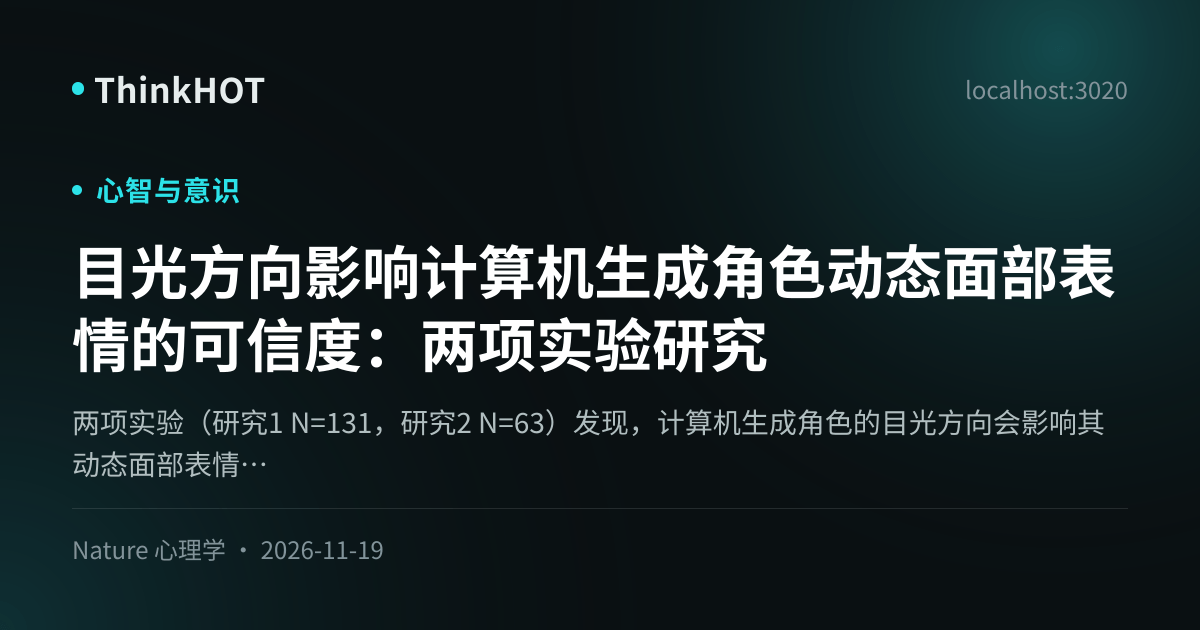 ThinkHOT
localhost:3020
心智与意识
目光方向影响计算机生成角色动态面部表
情的可信度：两项实验研究
两项实验（研究1 N=131，研究2 N=63）发现，计算机生成角色的目光方向会影响其
动态面部表情…
Nature 心理学 · 2026-11-19